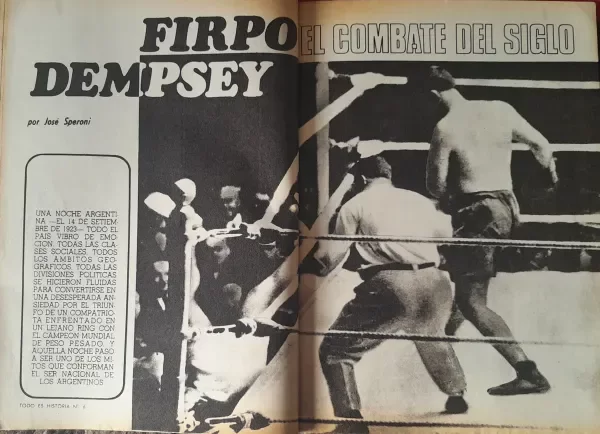 FIRPO
DEMPSEY
EL COMBATE DEL SIGLO
por José Speroni
UNA NOCHE ARGENTI
NA —EL 14 DE SETIEM
BRE DE 1923— TODO EL
PAIS VIBRO DE EMO
CION. TODAS LAS CLA
SES SOCIALES, TODOS
LOS AMBITOS GEO
GRAFICOS, TODAS LAS
DIVISIONES POLITICAS
SE HICIERON FLUIDAS
PARA CONVERTIRSE EN
UNA DESESPERADA AN
SIEDAD POR EL TRIUN
FO DE UN COMPATRIO
TA ENFRENTADO EN
UN LEJANO RING CON
EL CAMPEON MUNDIAL
DE PESO PESADO. Y
AQUELLA NOCHE PASO
A SER UNO DE LOS MI
TOS QUE CONFORMAN
EL SER NACIONAL DE
LOS ARGENTINOS
TODO ES HISTORIA Nº